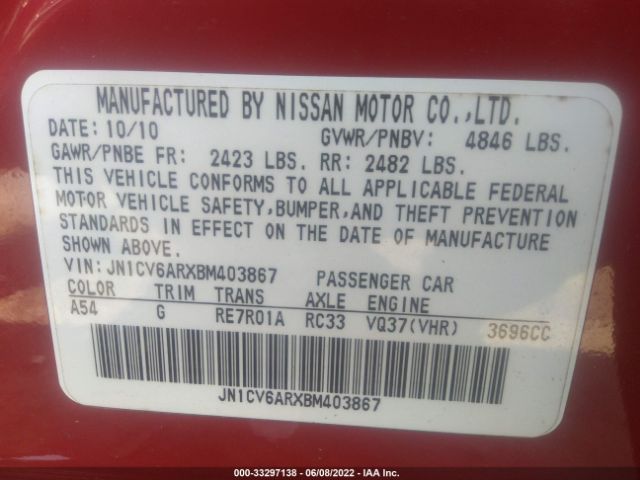 MANUFACTURED BY NISSAN MOTOR CO.,LTD.
DATE: 10/10 GVWR/PNBV: 4846 LBS.
GAWR/PNBE FR: 2423 LBS. RR: 2482 LBS.
THIS VEHICLE CONFORMS TO ALL APPLICABLE FEDERAL
MOTOR VEHICLE SAFETY,BUMPER,AND THEFT PREVENTION
STANDARDS IN EFFECT ON THE DATE OF MANUFACTURE
SHOWN ABOVE.
VIN: JN1CV6ARXBM403867 PASSENGER CAR
COLOR TRIM TRANS AXLE ENGINE
A54 G RE7R01A RC33 VQ37(VHR) 3696CC
JN1CV6ARXBM403867
000-33297138 - 06/08/2022 - IAA Inc.